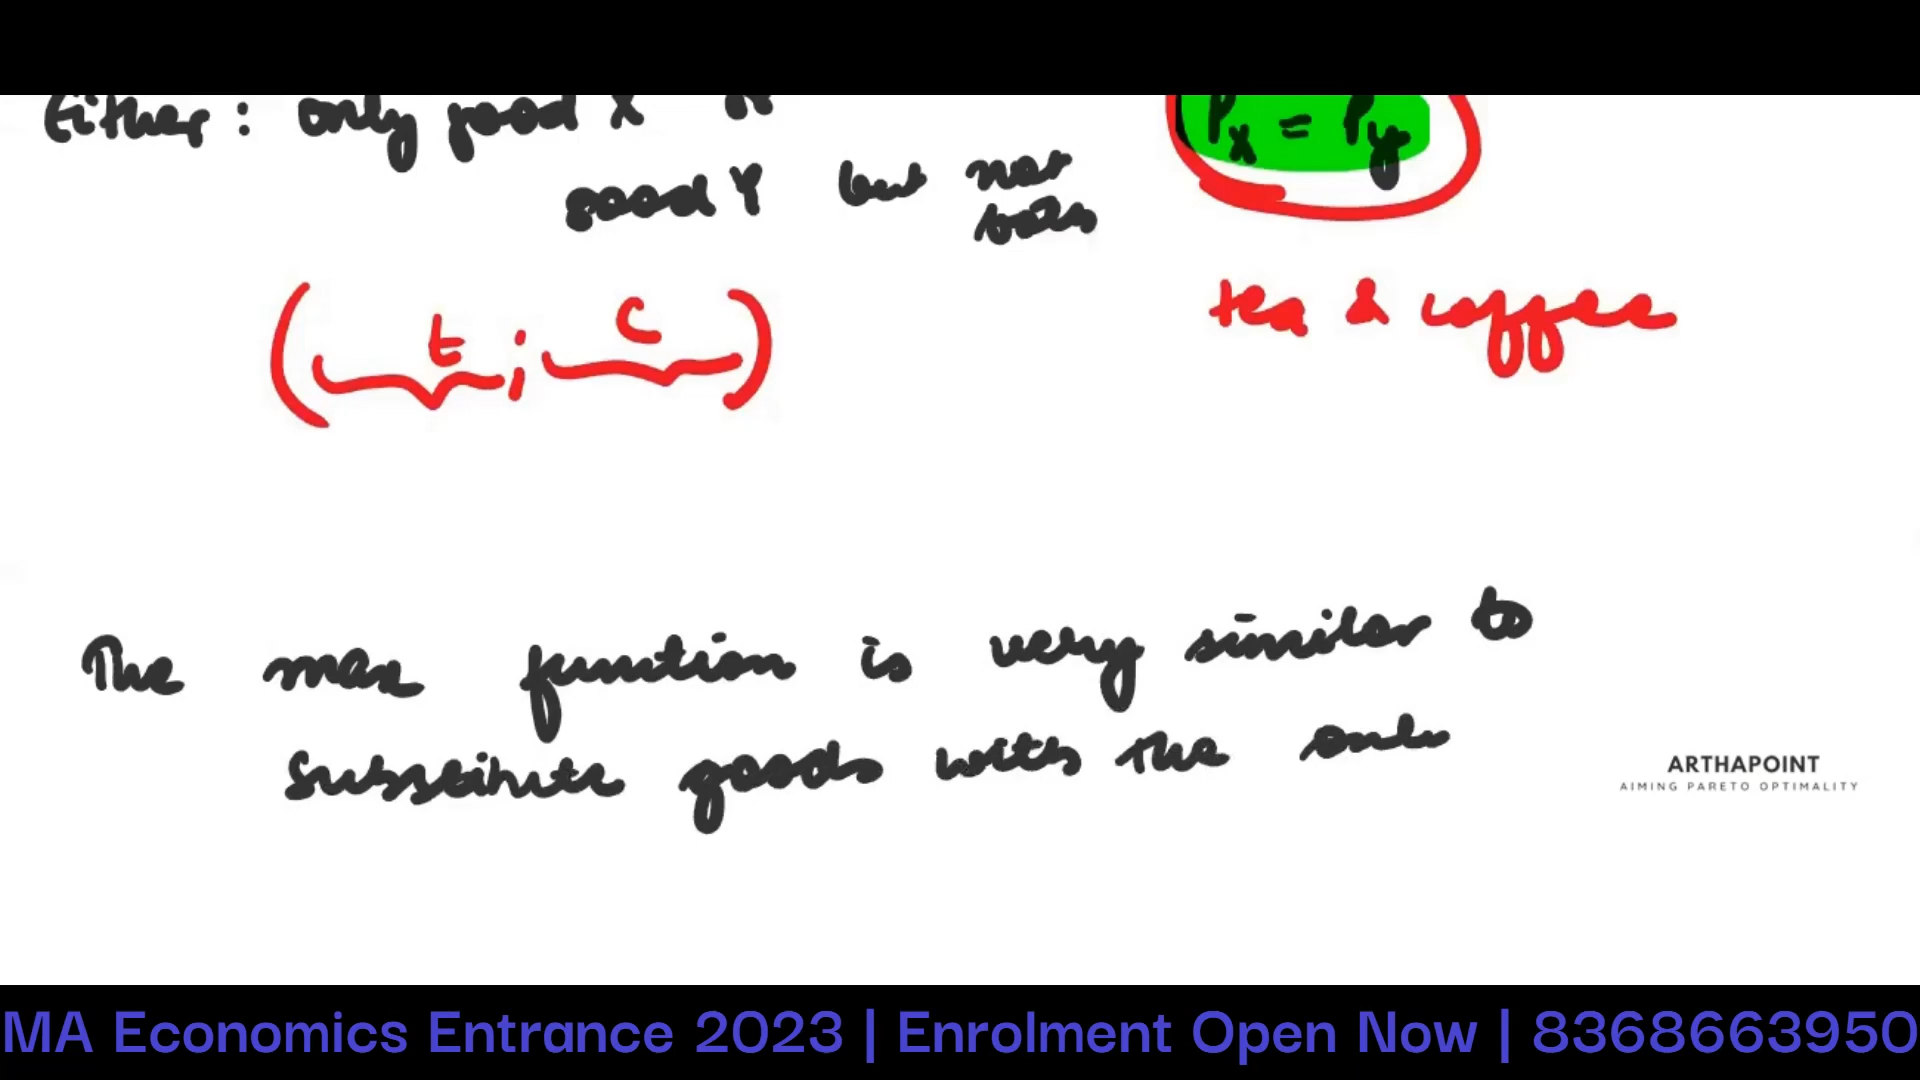 Either: only good X or
good Y but not
both
Px = Py
tea & coffee
( t ; c )
The max function is very similar to
substitute goods with the only
ARTHAPOINT
AIMING PARETO OPTIMALITY
MA Economics Entrance 2023 | Enrolment Open Now | 8368663950